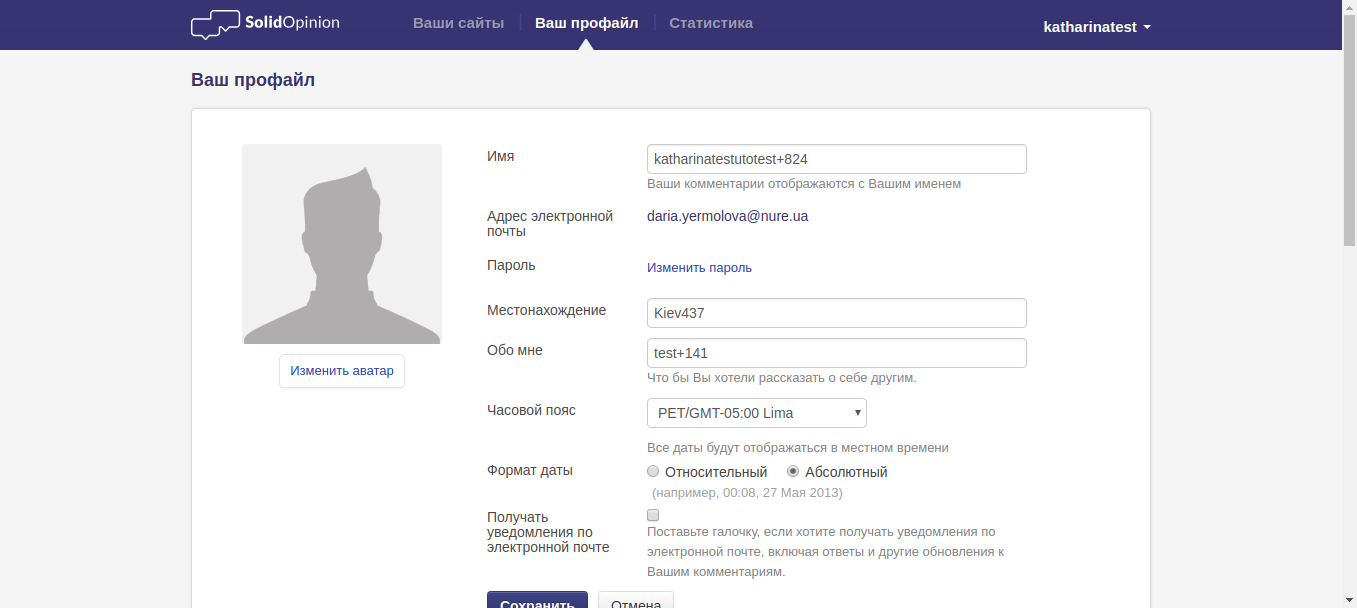 SolidOpinion
Ваши сайты
Ваш профайл
Статистика
katharinatest
Ваш профайл
Имя
katharinatestutotest+824
Ваши комментарии отображаются с Вашим именем
Адрес электронной
почты
daria.yermolova@nure.ua
Пароль
Изменить пароль
Местонахождение
Kiev437
Изменить аватар
Обо мне
test+141
Что бы Вы хотели рассказать о себе другим.
Часовой пояс
PET/GMT-05:00 Lima
Все даты будут отображаться в местном времени
Формат даты
Относительный
Абсолютный
(например, 00:08, 27 Мая 2013)
Получать
уведомления по
электронной почте
Поставьте галочку, если хотите получать уведомления по
электронной почте, включая ответы и другие обновления к
Вашим комментариям.
Сохранить
Отмена